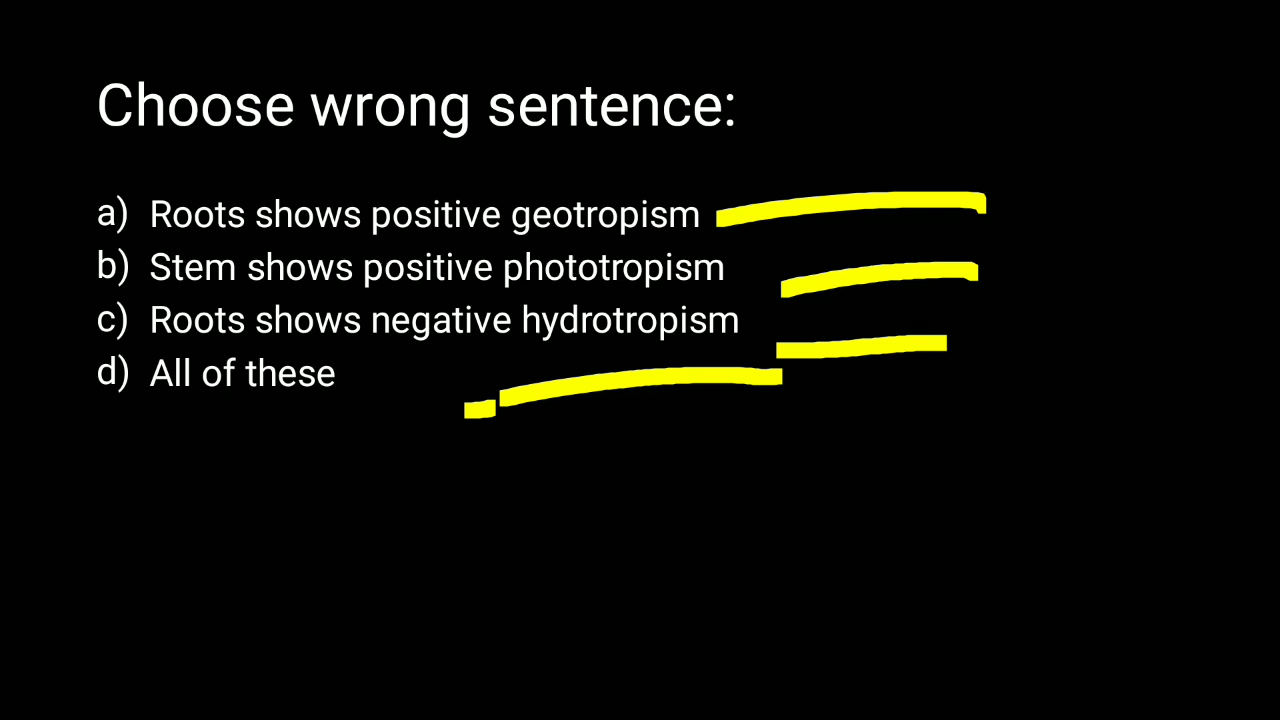 Choose wrong sentence:
a) Roots shows positive geotropism
b) Stem shows positive phototropism
c) Roots shows negative hydrotropism
d) All of these